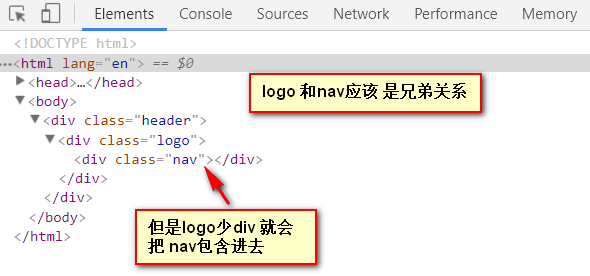 Elements Console Sources Network Performance Memory
<!DOCTYPE html>
<html lang="en"> == $0
<head>…</head>
<body>
<div class="header">
<div class="logo">
<div class="nav"></div>
</div>
</div>
</body>
</html>
logo 和nav应该 是兄弟关系
但是logo少div 就会
把 nav包含进去